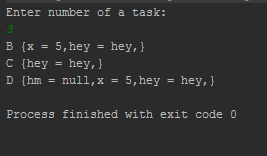 Enter number of a task:
3
B {x = 5,hey = hey,}
C {hey = hey,}
D {hm = null,x = 5,hey = hey,}
Process finished with exit code 0